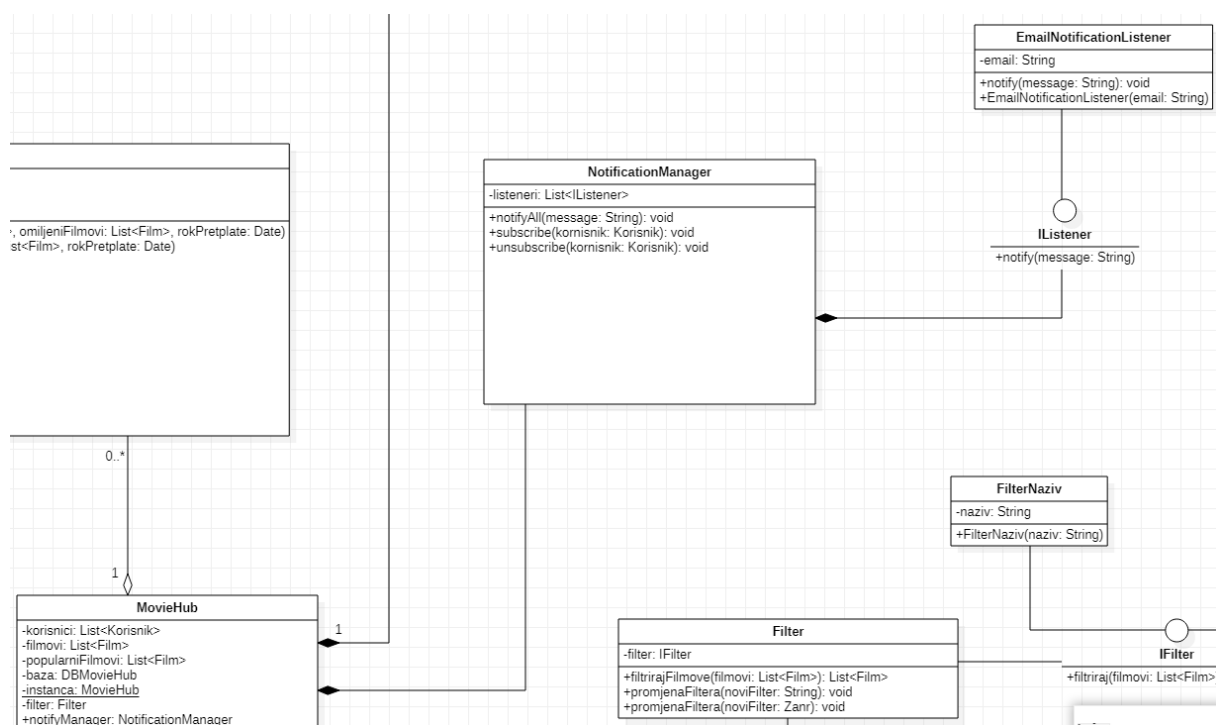 EmailNotificationListener
-email: String
+notify(message: String): void
+EmailNotificationListener(email: String)
NotificationManager
-listeneri: List<IListener>
+notifyAll(message: String): void
+subscribe(kornisnik: Korisnik): void
+unsubscribe(kornisnik: Korisnik): void
IListener
+notify(message: String)
>, omiljeniFilmovi: List<Film>, rokPretplate: Date)
st<Film>, rokPretplate: Date)
0..*
1
MovieHub
-korisnici: List<Korisnik>
-filmovi: List<Film>
-popularniFilmovi: List<Film>
-baza: DBMovieHub
-instanca: MovieHub
-filter: Filter
+notifyManager: NotificationManager
1
FilterNaziv
-naziv: String
+FilterNaziv(naziv: String)
Filter
-filter: IFilter
+filtrirajFilmove(filmovi: List<Film>): List<Film>
+promjenaFiltera(noviFilter: String): void
+promjenaFiltera(noviFilter: Zanr): void
IFilter
+filtriraj(filmovi: List<Film>)